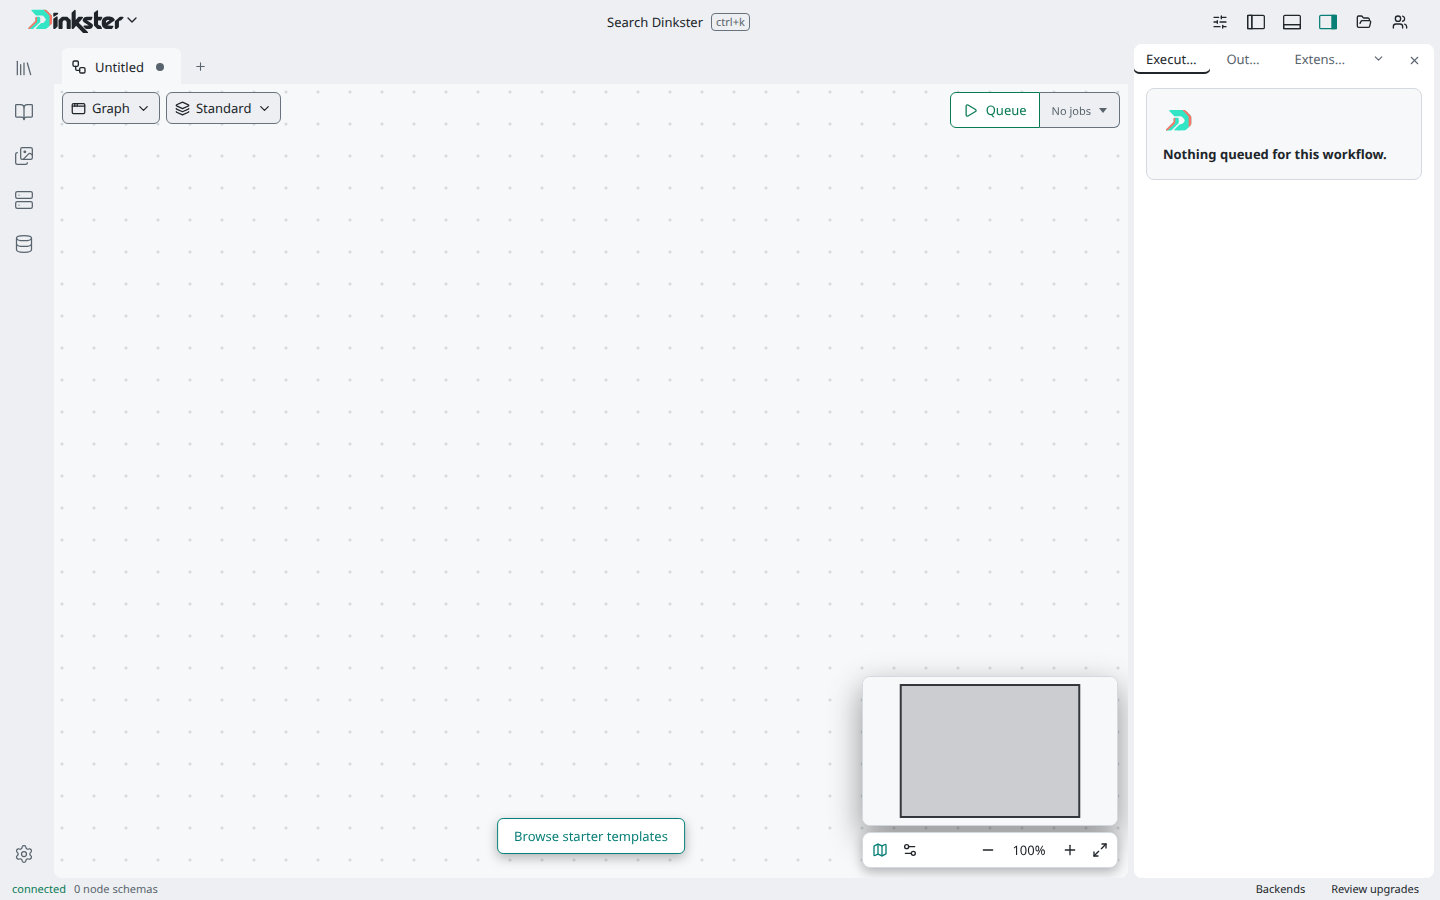 Dinkster
Search Dinkster ctrl+k
Untitled
Execut... Out... Extens...
Graph Standard
Queue No jobs
Nothing queued for this workflow.
Browse starter templates
100%
connected 0 node schemas
Backends Review upgrades